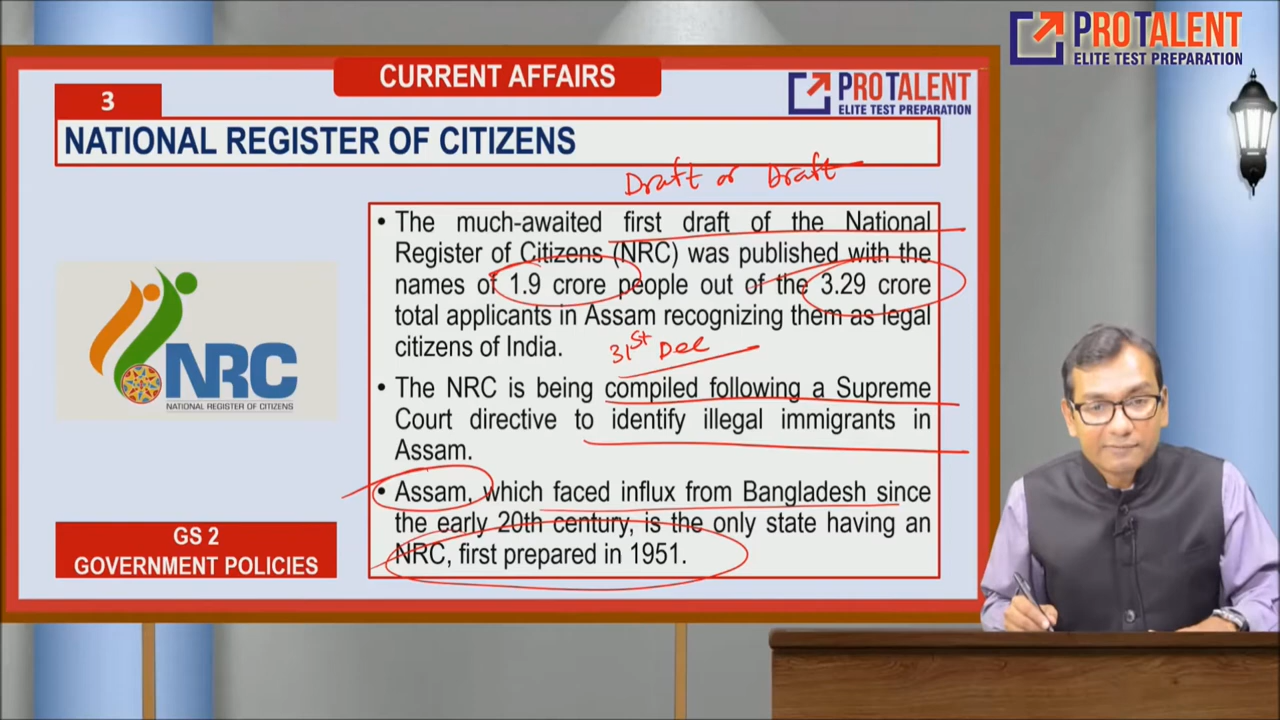 PROTALENT
ELITE TEST PREPARATION
CURRENT AFFAIRS
PROTALENT
ELITE TEST PREPARATION
3
NATIONAL REGISTER OF CITIZENS
Draft or Draft
• The much-awaited first draft of the National
Register of Citizens (NRC) was published with the
names of 1.9 crore people out of the 3.29 crore
total applicants in Assam recognizing them as legal
citizens of India.
31st Dec
• The NRC is being compiled following a Supreme
Court directive to identify illegal immigrants in
Assam.
• Assam, which faced influx from Bangladesh since
the early 20th century, is the only state having an
NRC, first prepared in 1951.
NRC
NATIONAL REGISTER OF CITIZENS
GS 2
GOVERNMENT POLICIES